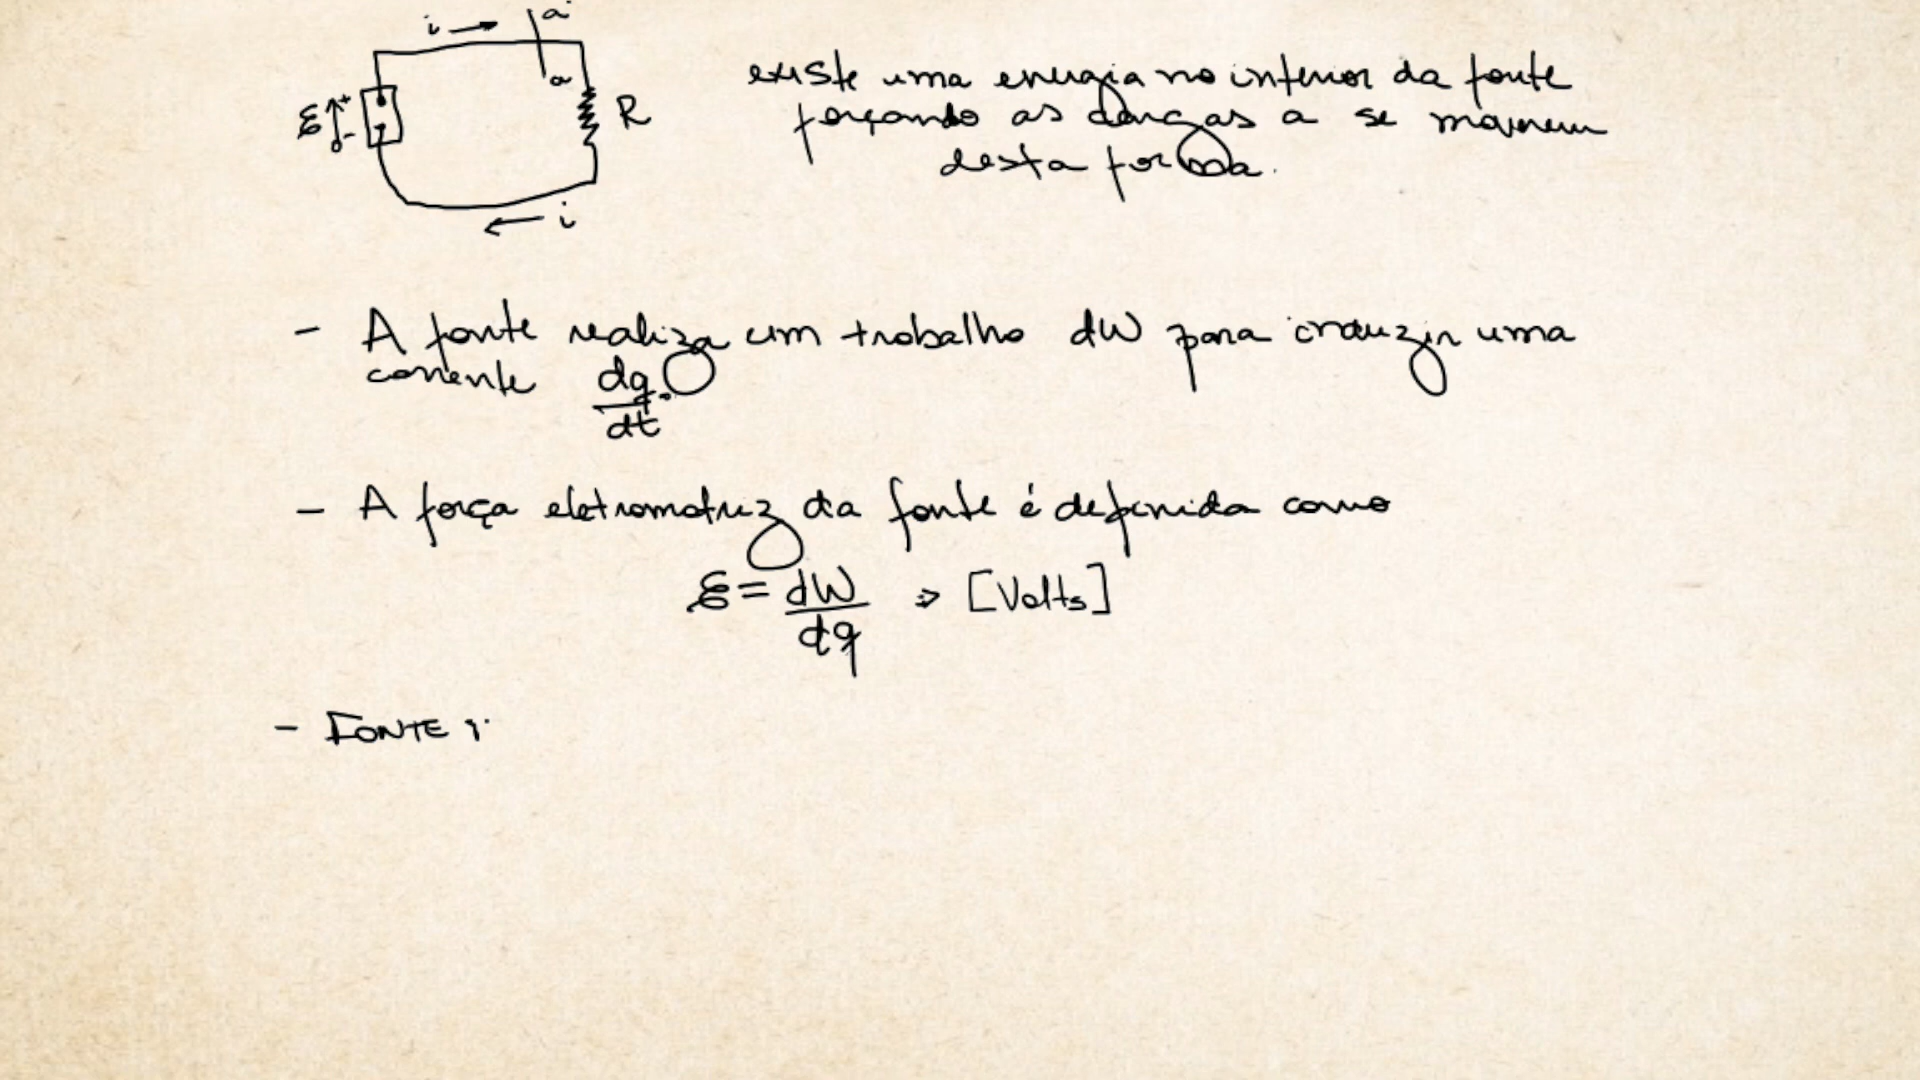 i → a'
a
ε + - R
existe uma energia no interior da fonte
forçando as cargas a se moverem
desta forma.
← i
- A fonte realiza um trabalho dW para induzir uma
corrente dq/dt.
- A força eletromotriz da fonte é definida como
ε = dW/dq → [Volts]
- FONTE i